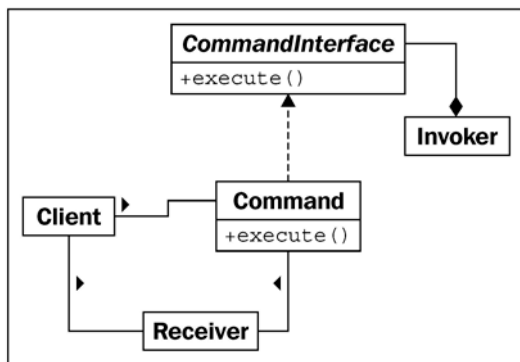 CommandInterface
+execute()
Invoker
Command
Client
+execute()
Receiver